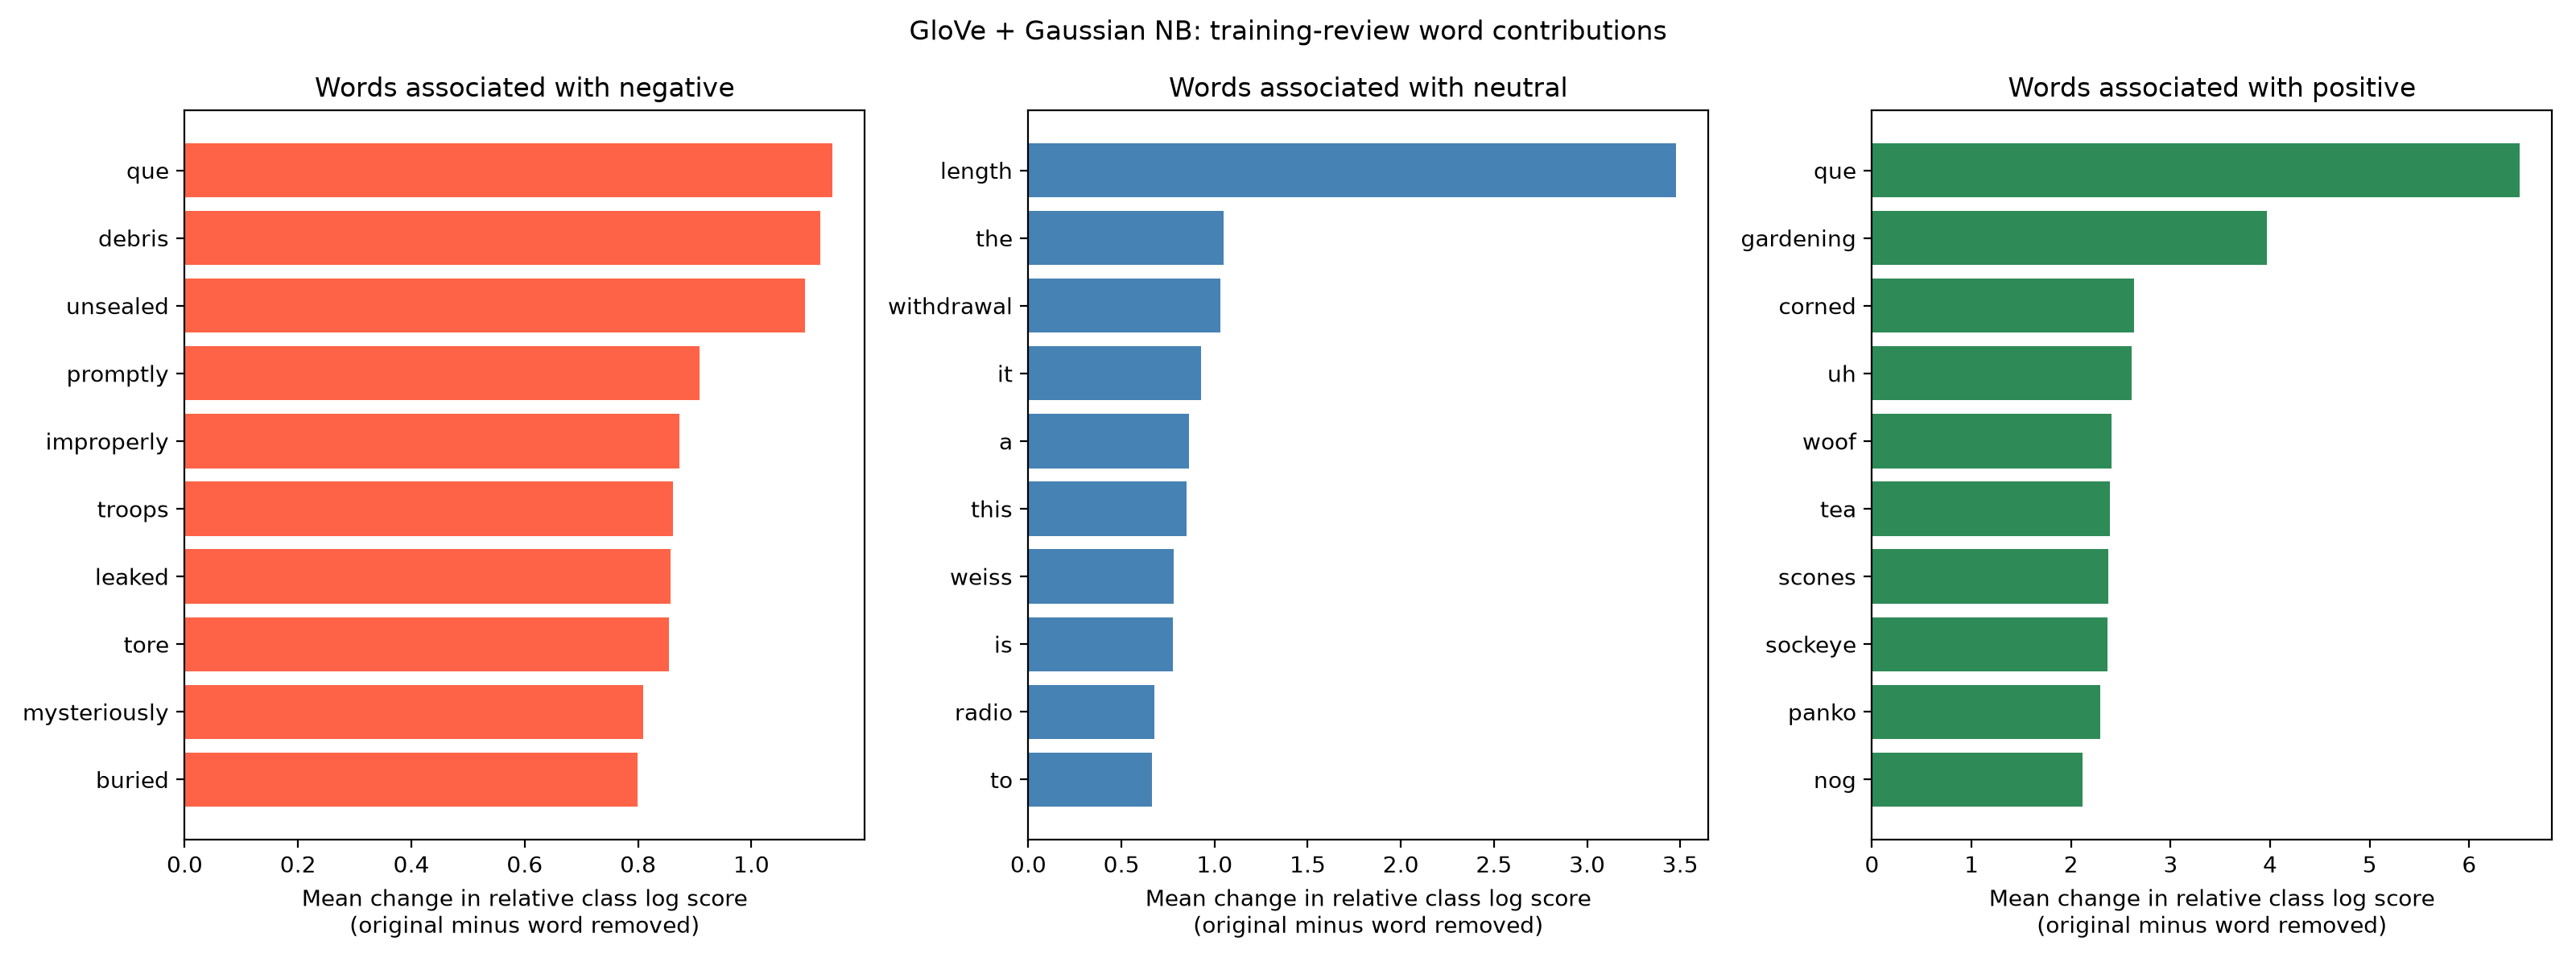 GloVe + Gaussian NB: training-review word contributions
Words associated with negative
que
debris
unsealed
promptly
improperly
troops
leaked
tore
mysteriously
buried
0.0 0.2 0.4 0.6 0.8 1.0
Mean change in relative class log score
(original minus word removed)
Words associated with neutral
length
the
withdrawal
it
a
this
weiss
is
radio
to
0.0 0.5 1.0 1.5 2.0 2.5 3.0 3.5
Mean change in relative class log score
(original minus word removed)
Words associated with positive
que
gardening
corned
uh
woof
tea
scones
sockeye
panko
nog
0 1 2 3 4 5 6
Mean change in relative class log score
(original minus word removed)